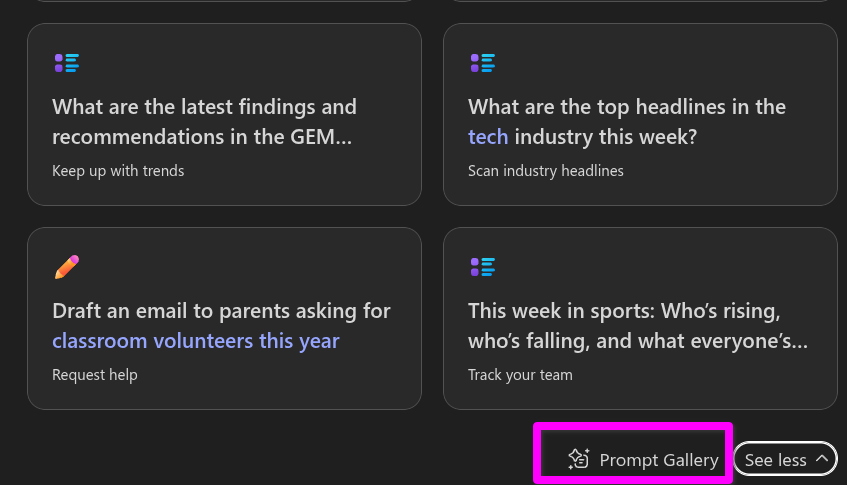 What are the latest findings and
recommendations in the GEM...
Keep up with trends
What are the top headlines in the
tech industry this week?
Scan industry headlines
Draft an email to parents asking for
classroom volunteers this year
Request help
This week in sports: Who’s rising,
who’s falling, and what everyone’s...
Track your team
Prompt Gallery
See less